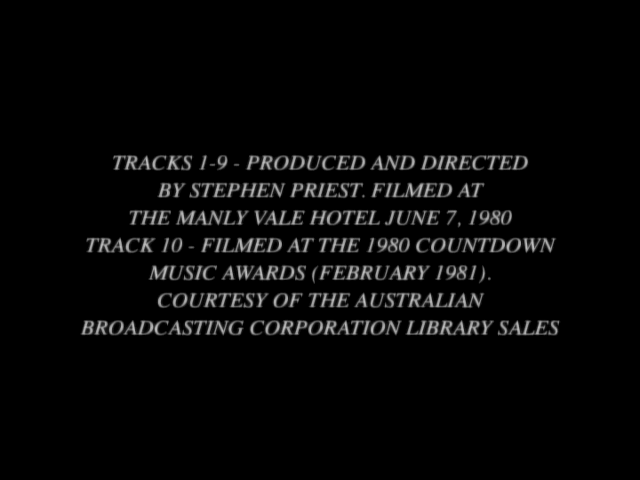 TRACKS 1-9 - PRODUCED AND DIRECTED
BY STEPHEN PRIEST. FILMED AT
THE MANLY VALE HOTEL JUNE 7, 1980
TRACK 10 - FILMED AT THE 1980 COUNTDOWN
MUSIC AWARDS (FEBRUARY 1981).
COURTESY OF THE AUSTRALIAN
BROADCASTING CORPORATION LIBRARY SALES